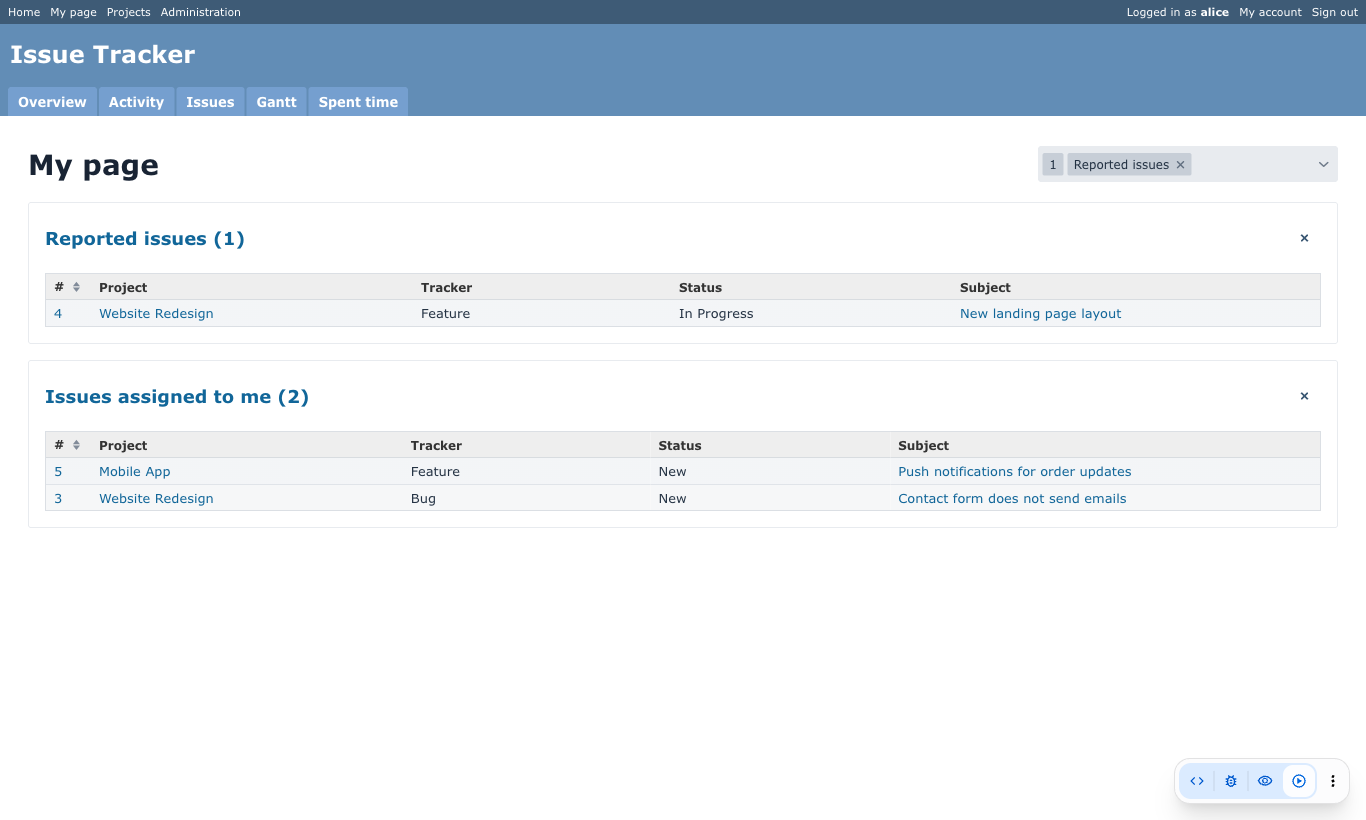 Home My page Projects Administration Logged in as alice My account Sign out
Issue Tracker
Overview Activity Issues Gantt Spent time
My page 1 Reported issues
Reported issues (1)
# Project Tracker Status Subject
4 Website Redesign Feature In Progress New landing page layout
Issues assigned to me (2)
# Project Tracker Status Subject
5 Mobile App Feature New Push notifications for order updates
3 Website Redesign Bug New Contact form does not send emails